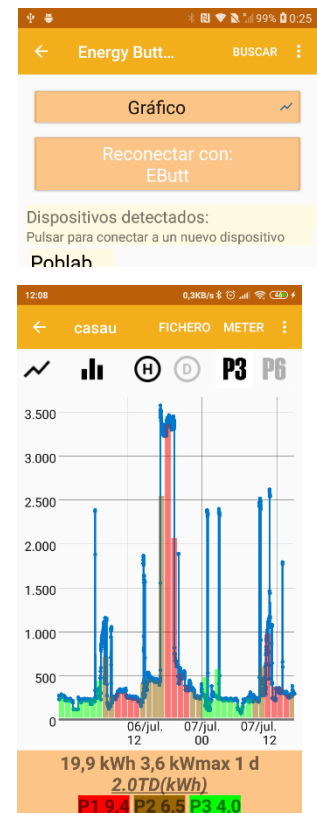 99% 0:25
Energy Butt... BUSCAR
Gráfico
Reconectar con:
EButt
Dispositivos detectados:
Pulsar para conectar a un nuevo dispositivo
Poblab
12:08 0,3KB/s 46
casau FICHERO METER
H D P3 P6
3.500
3.000
2.500
2.000
1.500
1.000
500
0
06/jul. 07/jul. 07/jul.
12 00 12
19,9 kWh 3,6 kWmax 1 d
2.0TD(kWh)
P1 9.4 P2 6.5 P3 4.0